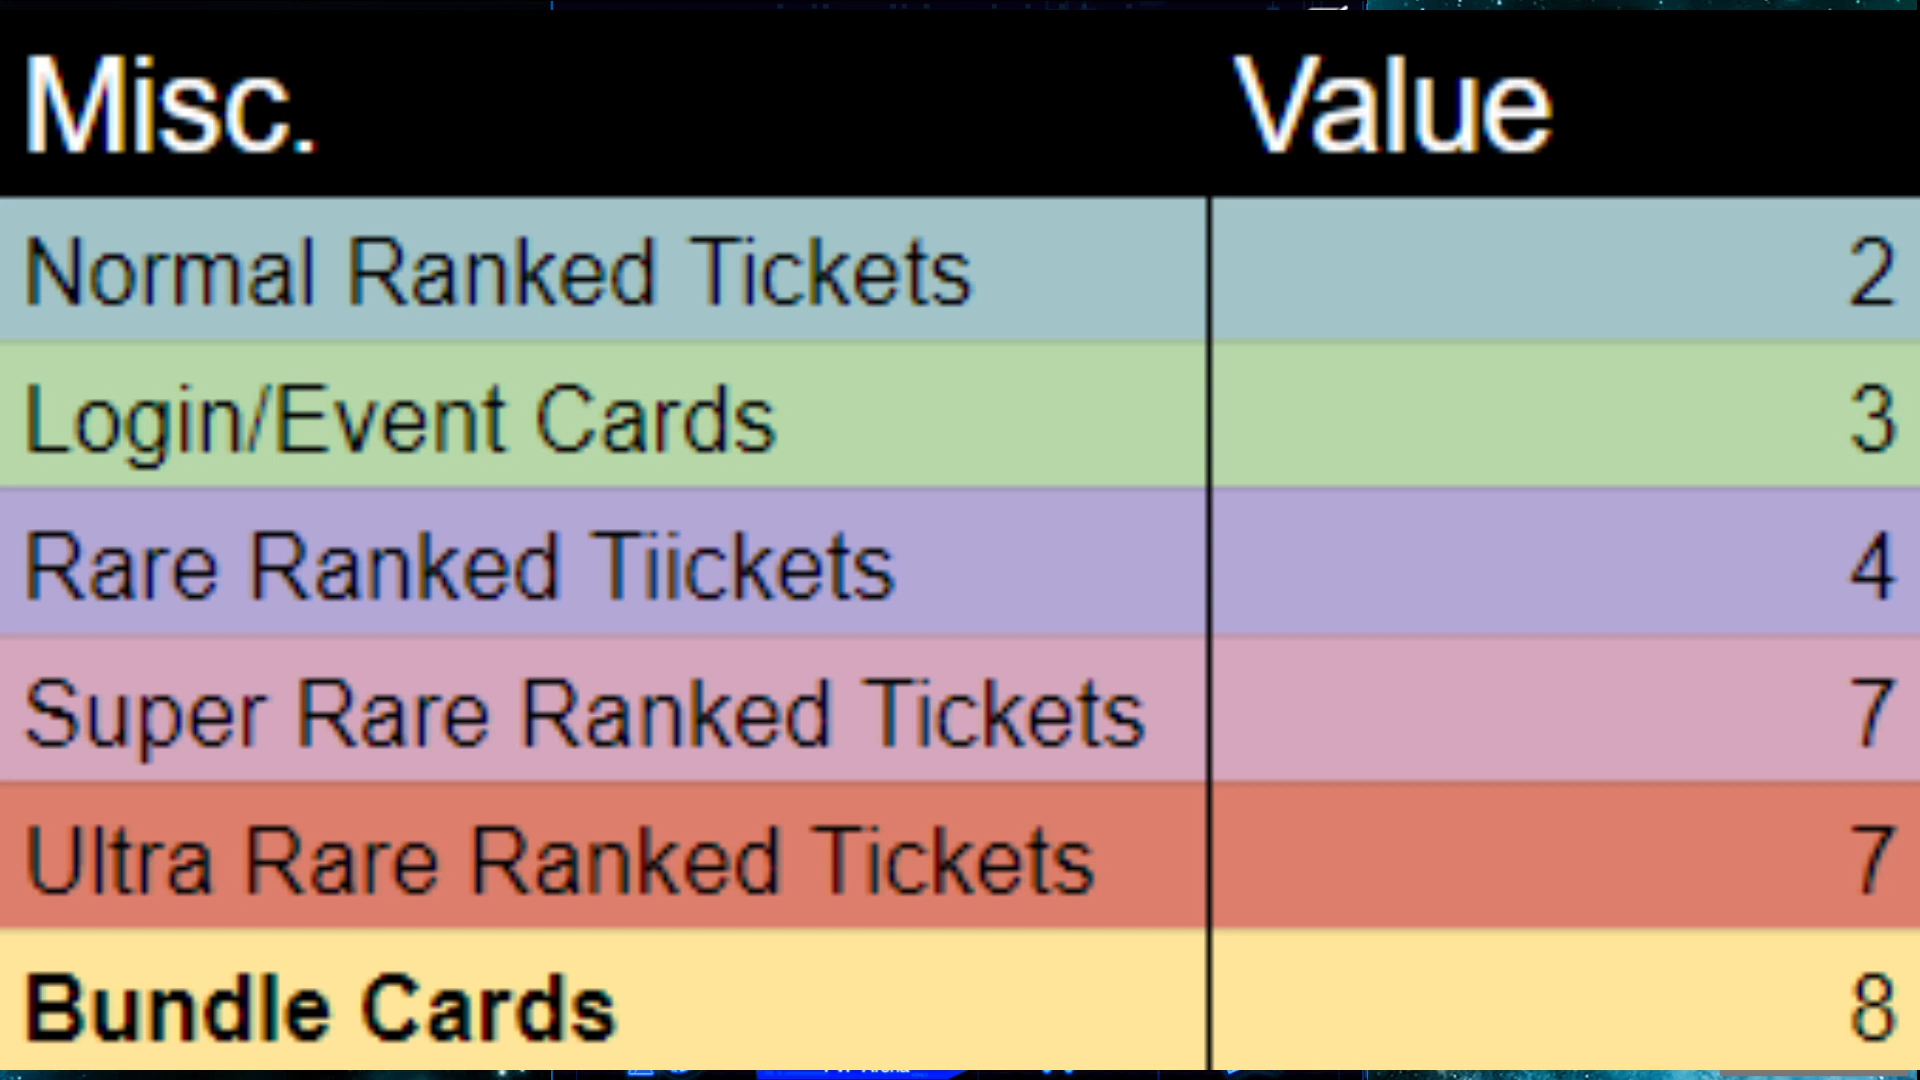 Misc. Value
Normal Ranked Tickets 2
Login/Event Cards 3
Rare Ranked Tiickets 4
Super Rare Ranked Tickets 7
Ultra Rare Ranked Tickets 7
Bundle Cards 8